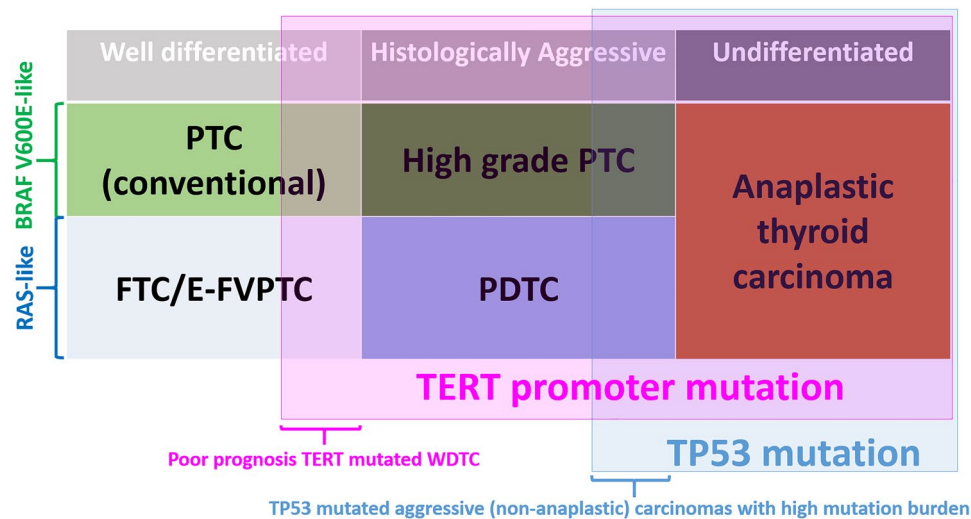 Well differentiated
Histologically Aggressive
Undifferentiated
BRAF V600E-like
RAS-like
PTC
(conventional)
High grade PTC
Anaplastic
thyroid
carcinoma
FTC/E-FVPTC
PDTC
TERT promoter mutation
TP53 mutation
Poor prognosis TERT mutated WDTC
TP53 mutated aggressive (non-anaplastic) carcinomas with high mutation burden